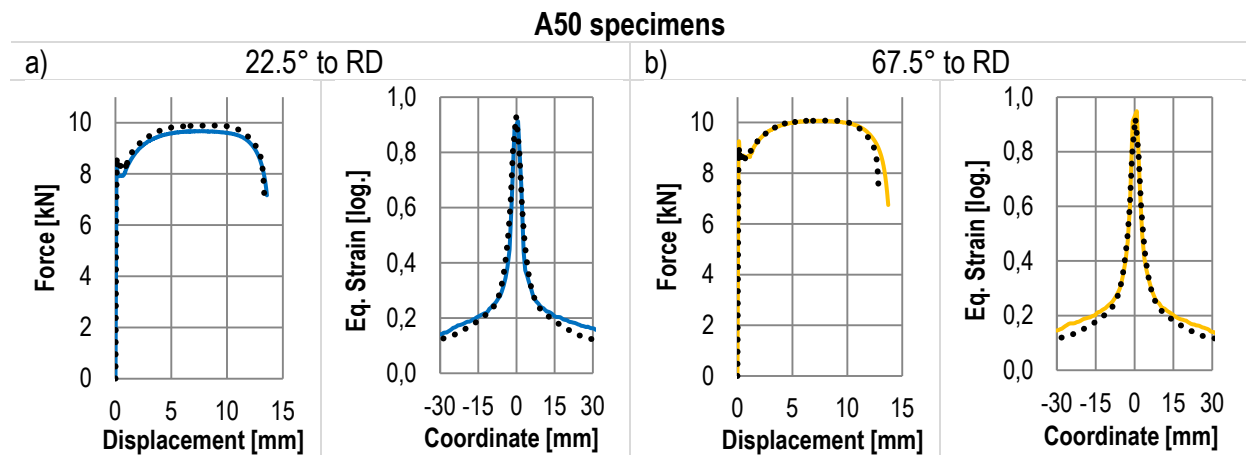 A50 specimens
a) 22.5° to RD
b) 67.5° to RD
Force [kN]
10
8
6
4
2
0
0 5 10 15
Displacement [mm]
Eq. Strain [log.]
1,0
0,8
0,6
0,4
0,2
0,0
-30 -15 0 15 30
Coordinate [mm]
Force [kN]
10
8
6
4
2
0
0 5 10 15
Displacement [mm]
Eq. Strain [log.]
1,0
0,8
0,6
0,4
0,2
0,0
-30 -15 0 15 30
Coordinate [mm]